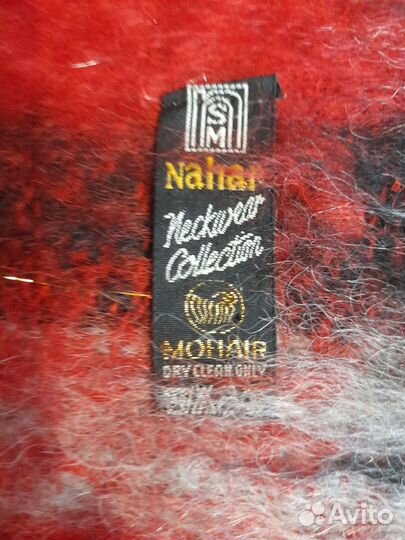 SM
Nahar
Neckwear
Collection
MOHAIR
DRY CLEAN ONLY
Avito